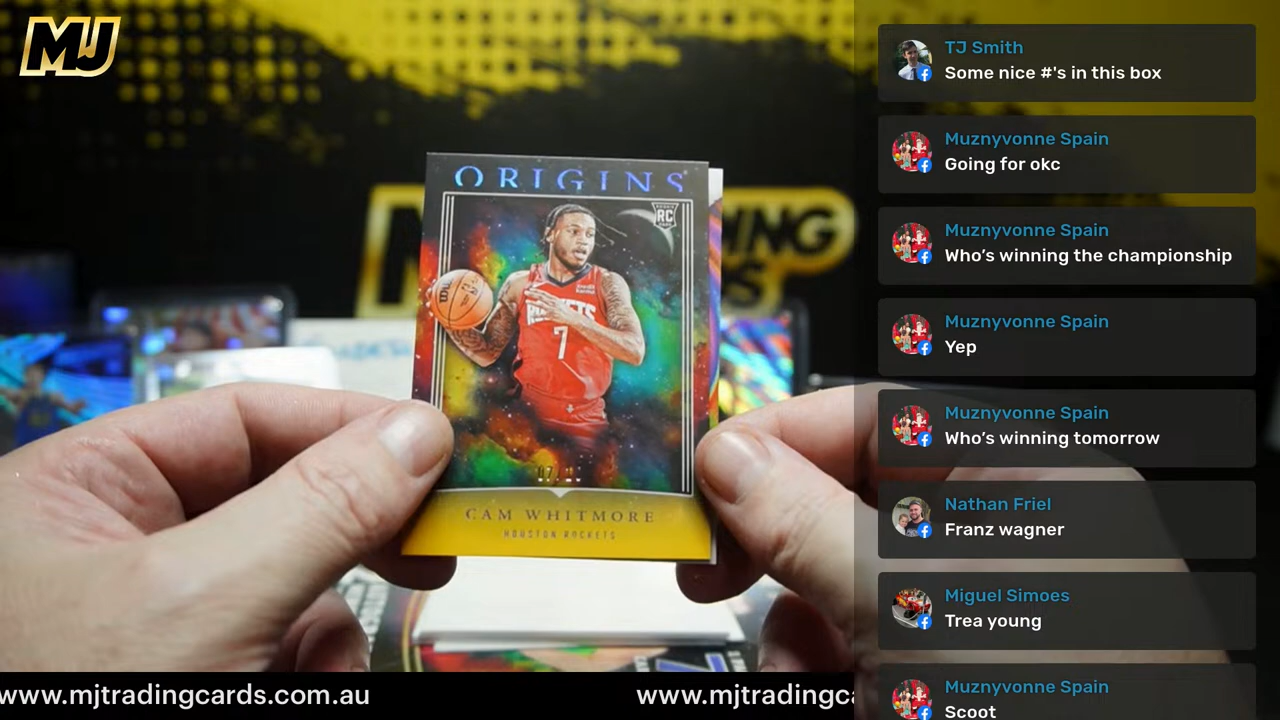 MJ
ORIGINS
RC
7
CAM WHITMORE
HOUSTON ROCKETS
www.mjtradingcards.com.au
www.mjtradingca
TJ Smith
Some nice #'s in this box
Muznyvonne Spain
Going for okc
Muznyvonne Spain
Who’s winning the championship
Muznyvonne Spain
Yep
Muznyvonne Spain
Who’s winning tomorrow
Nathan Friel
Franz wagner
Miguel Simoes
Trea young
Muznyvonne Spain
Scoot